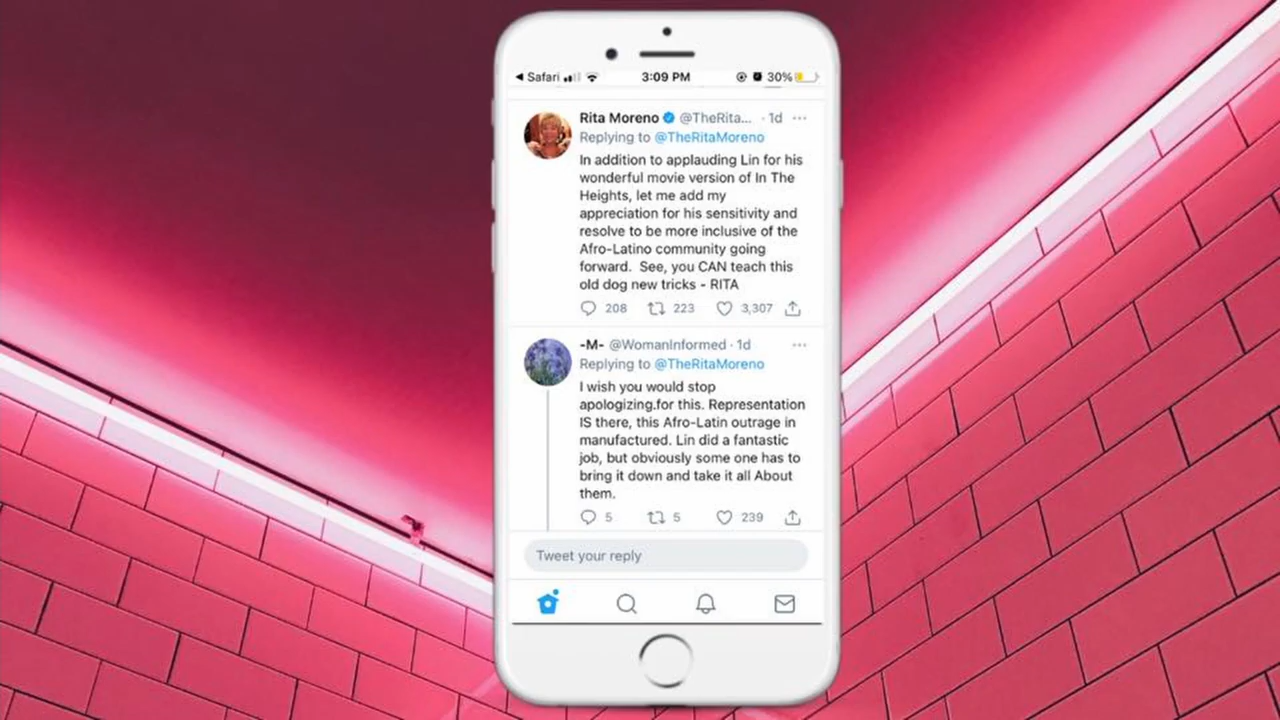 Safari 3:09 PM 30%
Rita Moreno @TheRita... · 1d ···
Replying to @TheRitaMoreno
In addition to applauding Lin for his
wonderful movie version of In The
Heights, let me add my
appreciation for his sensitivity and
resolve to be more inclusive of the
Afro-Latino community going
forward.  See, you CAN teach this
old dog new tricks - RITA
208 223 3,307
-M- @WomanInformed · 1d ···
Replying to @TheRitaMoreno
I wish you would stop
apologizing.for this. Representation
IS there, this Afro-Latin outrage in
manufactured. Lin did a fantastic
job, but obviously some one has to
bring it down and take it all About
them.
5 5 239
Tweet your reply